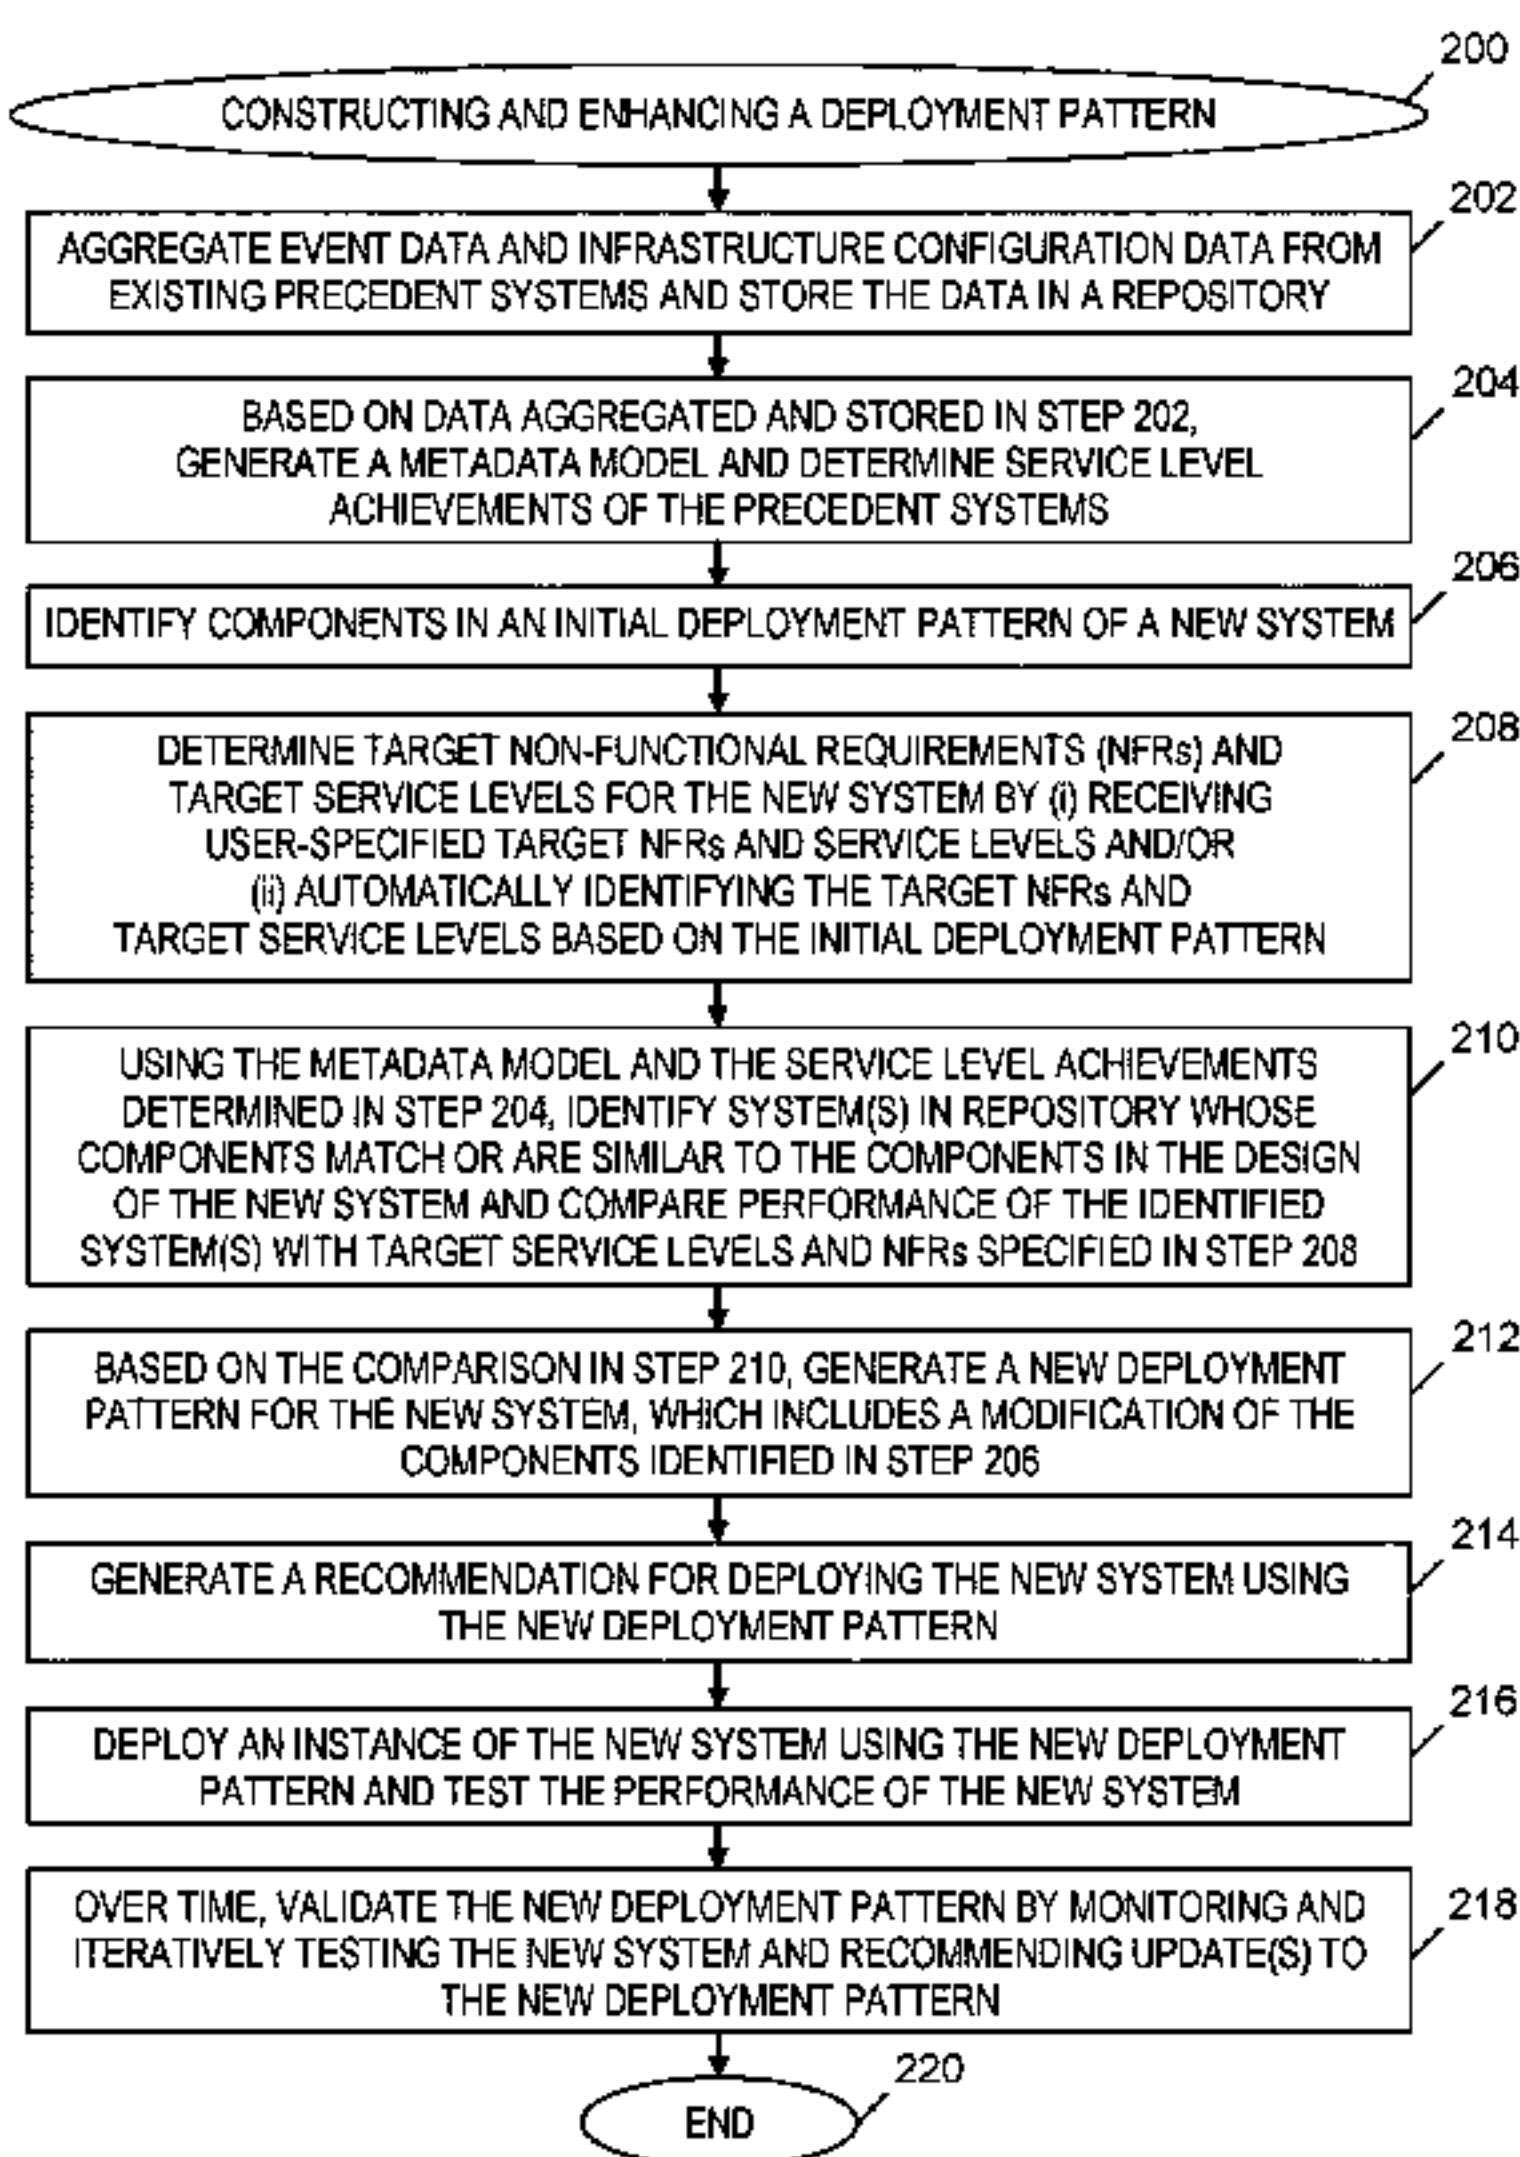 200
CONSTRUCTING AND ENHANCING A DEPLOYMENT PATTERN
202
AGGREGATE EVENT DATA AND INFRASTRUCTURE CONFIGURATION DATA FROM
EXISTING PRECEDENT SYSTEMS AND STORE THE DATA IN A REPOSITORY
204
BASED ON DATA AGGREGATED AND STORED IN STEP 202,
GENERATE A METADATA MODEL AND DETERMINE SERVICE LEVEL
ACHIEVEMENTS OF THE PRECEDENT SYSTEMS
206
IDENTIFY COMPONENTS IN AN INITIAL DEPLOYMENT PATTERN OF A NEW SYSTEM
208
DETERMINE TARGET NON-FUNCTIONAL REQUIREMENTS (NFRs) AND
TARGET SERVICE LEVELS FOR THE NEW SYSTEM BY (i) RECEIVING
USER-SPECIFIED TARGET NFRs AND SERVICE LEVELS AND/OR
(ii) AUTOMATICALLY IDENTIFYING THE TARGET NFRs AND
TARGET SERVICE LEVELS BASED ON THE INITIAL DEPLOYMENT PATTERN
210
USING THE METADATA MODEL AND THE SERVICE LEVEL ACHIEVEMENTS
DETERMINED IN STEP 204, IDENTIFY SYSTEM(S) IN REPOSITORY WHOSE
COMPONENTS MATCH OR ARE SIMILAR TO THE COMPONENTS IN THE DESIGN
OF THE NEW SYSTEM AND COMPARE PERFORMANCE OF THE IDENTIFIED
SYSTEM(S) WITH TARGET SERVICE LEVELS AND NFRs SPECIFIED IN STEP 208
212
BASED ON THE COMPARISON IN STEP 210, GENERATE A NEW DEPLOYMENT
PATTERN FOR THE NEW SYSTEM, WHICH INCLUDES A MODIFICATION OF THE
COMPONENTS IDENTIFIED IN STEP 206
214
GENERATE A RECOMMENDATION FOR DEPLOYING THE NEW SYSTEM USING
THE NEW DEPLOYMENT PATTERN
216
DEPLOY AN INSTANCE OF THE NEW SYSTEM USING THE NEW DEPLOYMENT
PATTERN AND TEST THE PERFORMANCE OF THE NEW SYSTEM
218
OVER TIME, VALIDATE THE NEW DEPLOYMENT PATTERN BY MONITORING AND
ITERATIVELY TESTING THE NEW SYSTEM AND RECOMMENDING UPDATE(S) TO
THE NEW DEPLOYMENT PATTERN
220
END